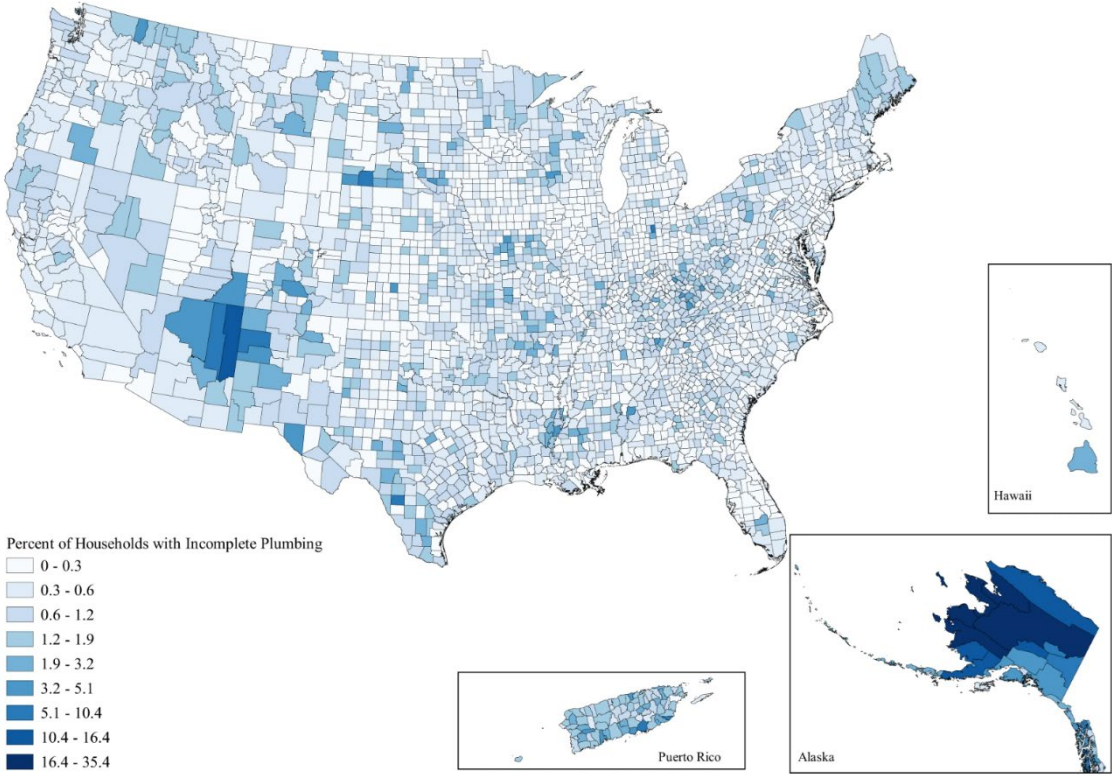 Hawaii
Percent of Households with Incomplete Plumbing
0 - 0.3
0.3 - 0.6
0.6 - 1.2
1.2 - 1.9
1.9 - 3.2
3.2 - 5.1
5.1 - 10.4
10.4 - 16.4
16.4 - 35.4
Puerto Rico
Alaska